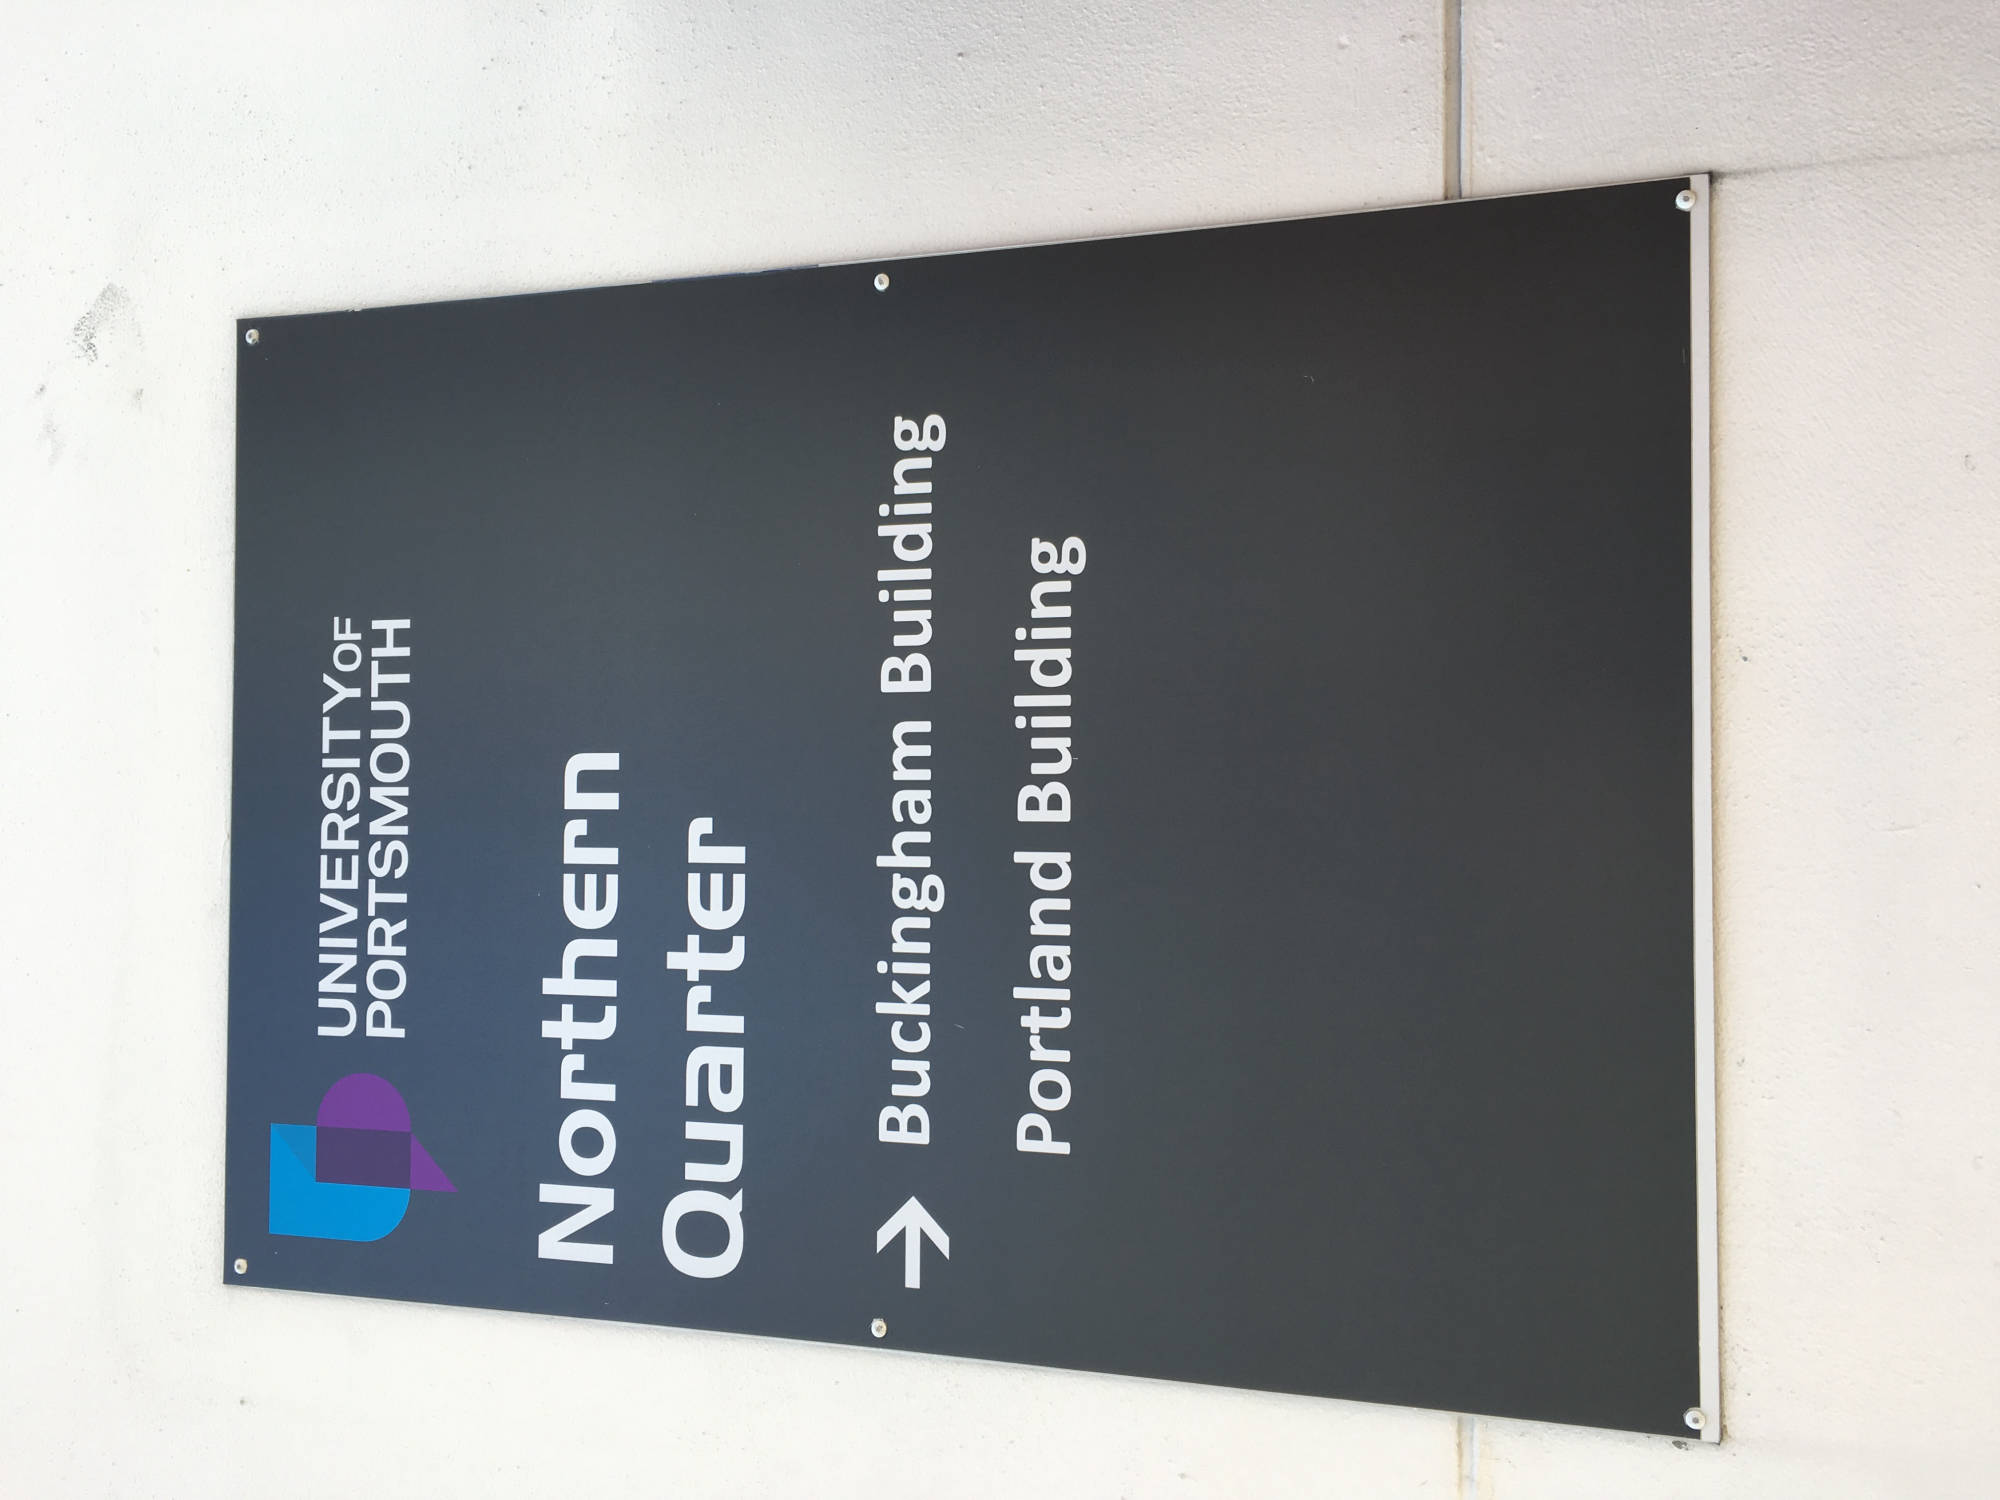 UNIVERSITY OF
PORTSMOUTH
Northern
Quarter
→ Buckingham Building
Portland Building